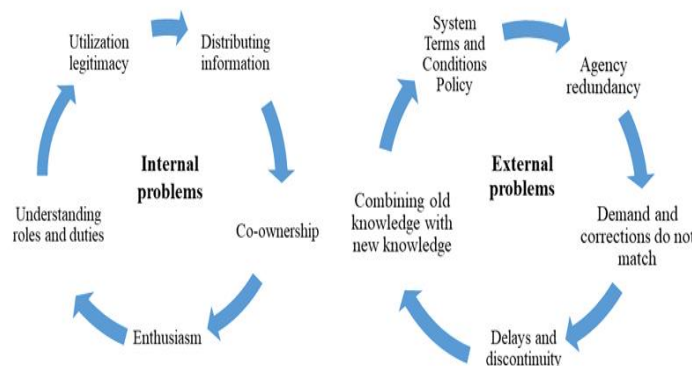 Utilization
legitimacy
Distributing
information
Internal
problems
Understanding
roles and duties
Co-ownership
Enthusiasm
System
Terms and
Conditions
Policy
Agency
redundancy
External
problems
Combining old
knowledge with
new knowledge
Demand and
corrections do not
match
Delays and
discontinuity